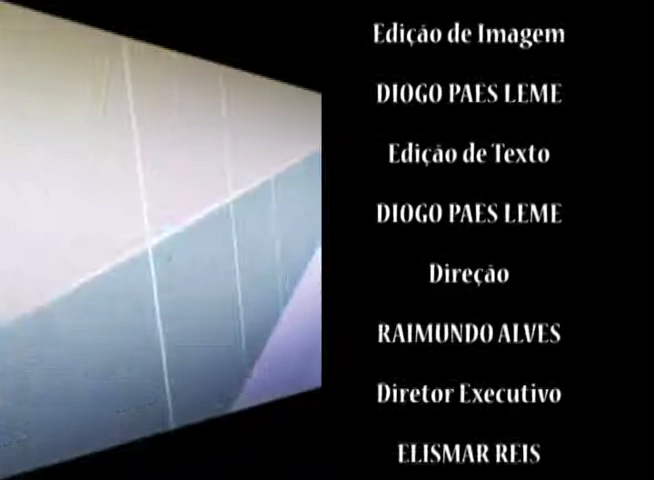 Edição de Imagem
DIOGO PAES LEME
Edição de Texto
DIOGO PAES LEME
Direção
RAIMUNDO ALVES
Diretor Executivo
ELISMAR REIS